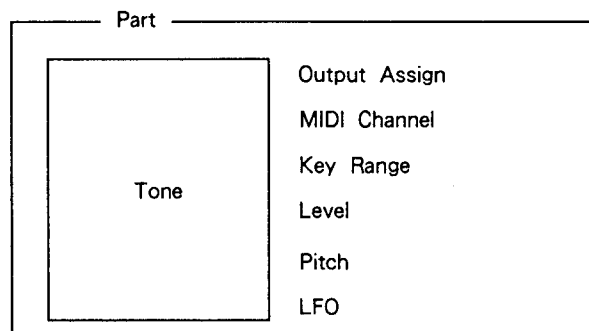 Part
Output Assign
MIDI Channel
Key Range
Tone
Level
Pitch
LFO